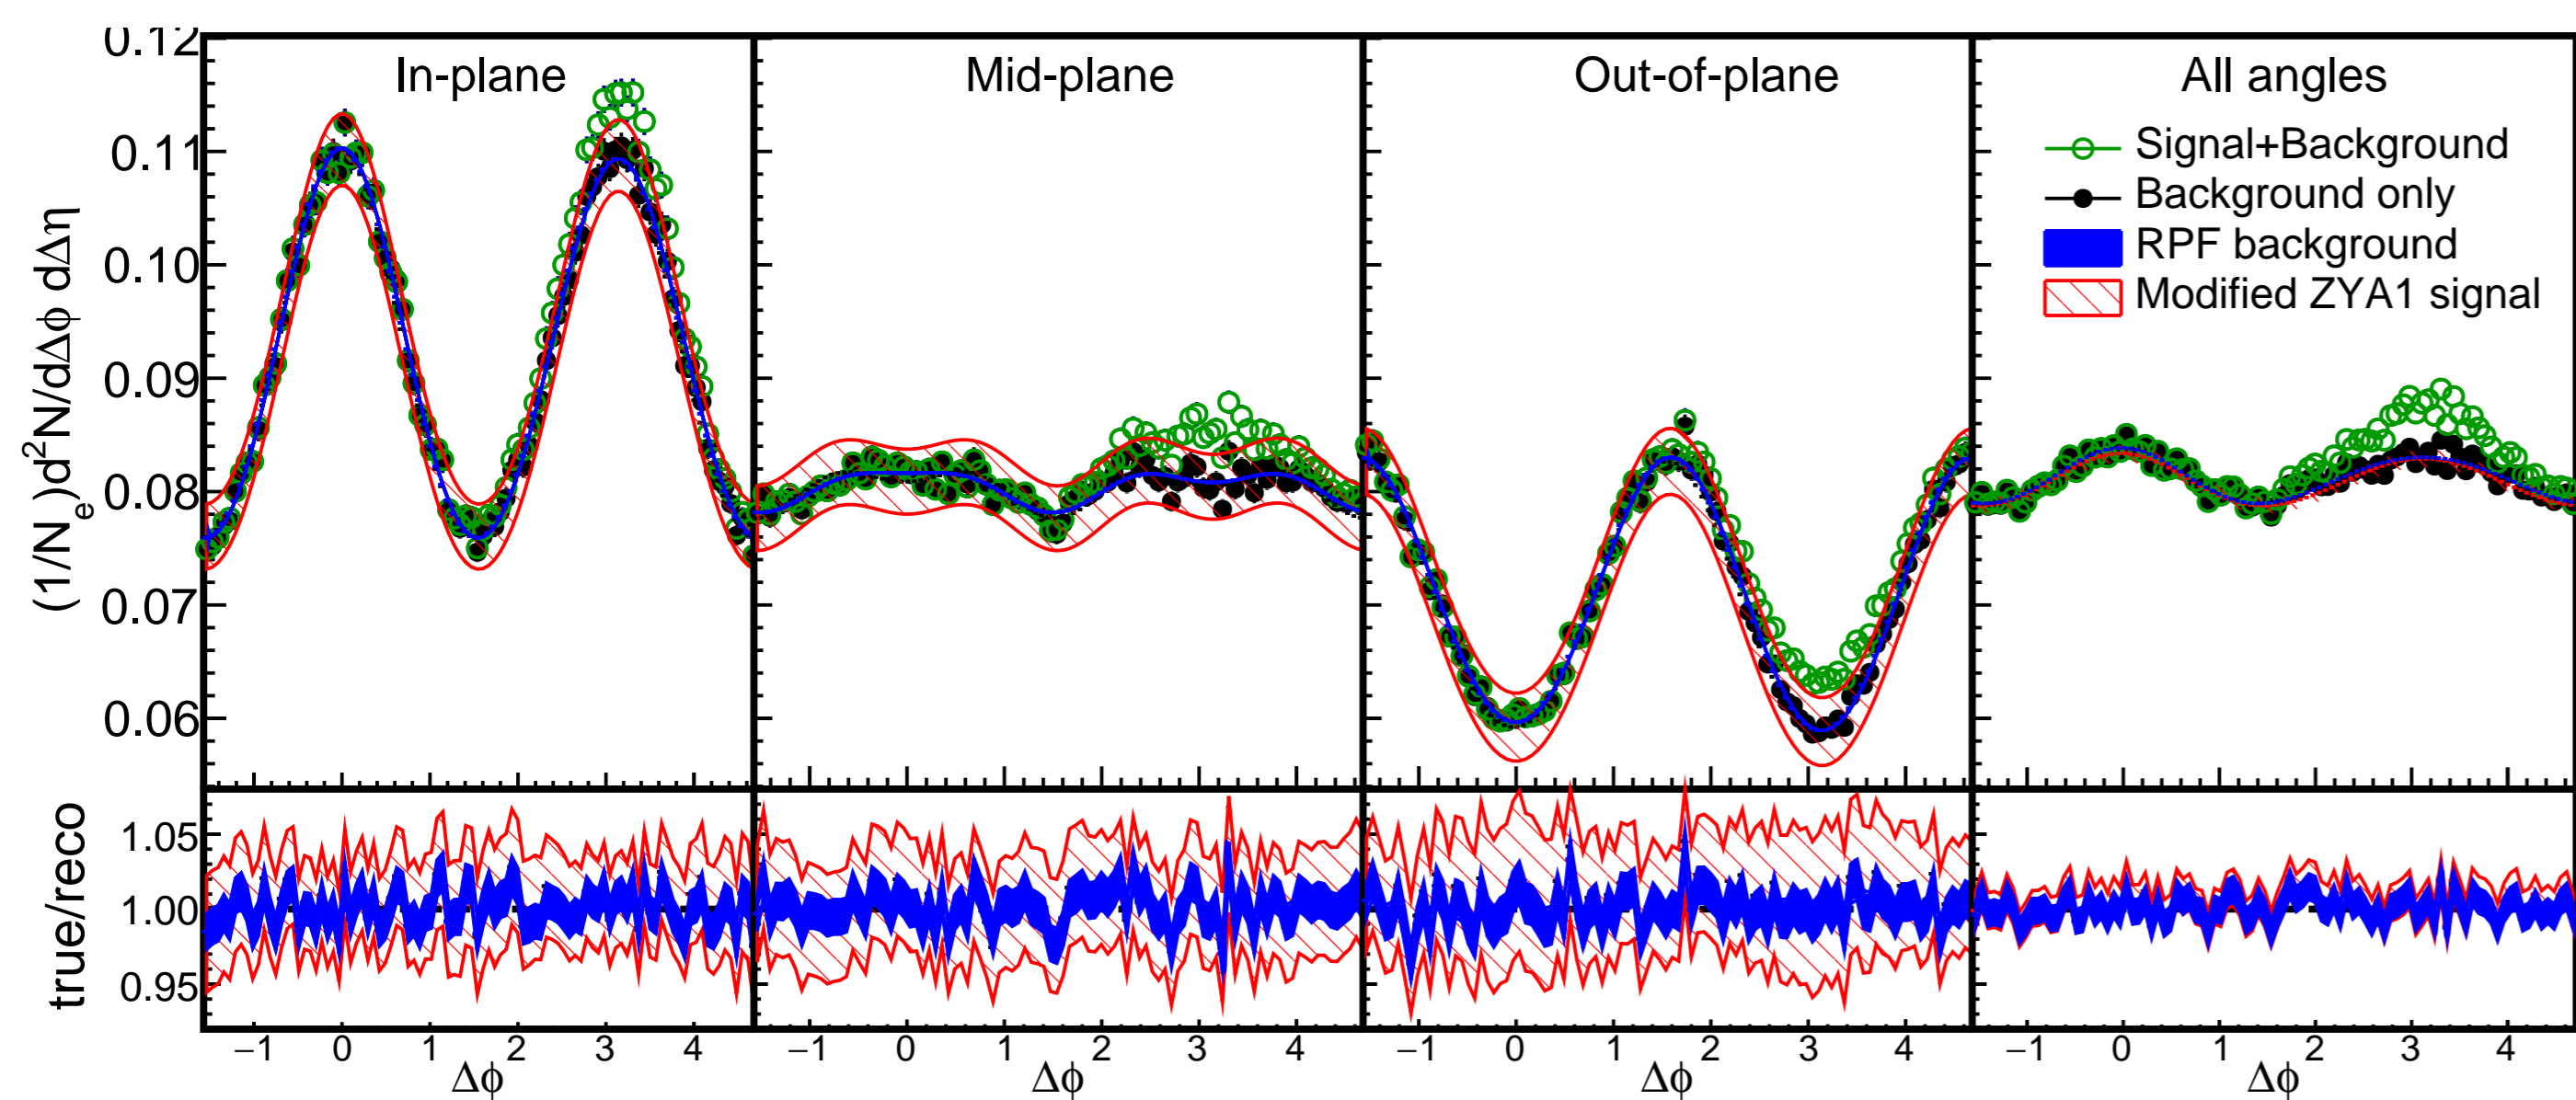 In-plane
Mid-plane
Out-of-plane
All angles
Signal+Background
Background only
RPF background
Modified ZYA1 signal
(1/Nₑ)d²N/dΔϕ dΔη
0.12
0.11
0.10
0.09
0.08
0.07
0.06
true/reco
1.05
1.00
0.95
−1 0 1 2 3 4 −1 0 1 2 3 4 −1 0 1 2 3 4 −1 0 1 2 3 4
Δϕ Δϕ Δϕ Δϕ